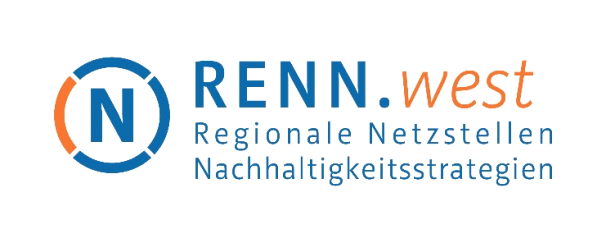 N
RENN.west
Regionale Netzstellen
Nachhaltigkeitsstrategien